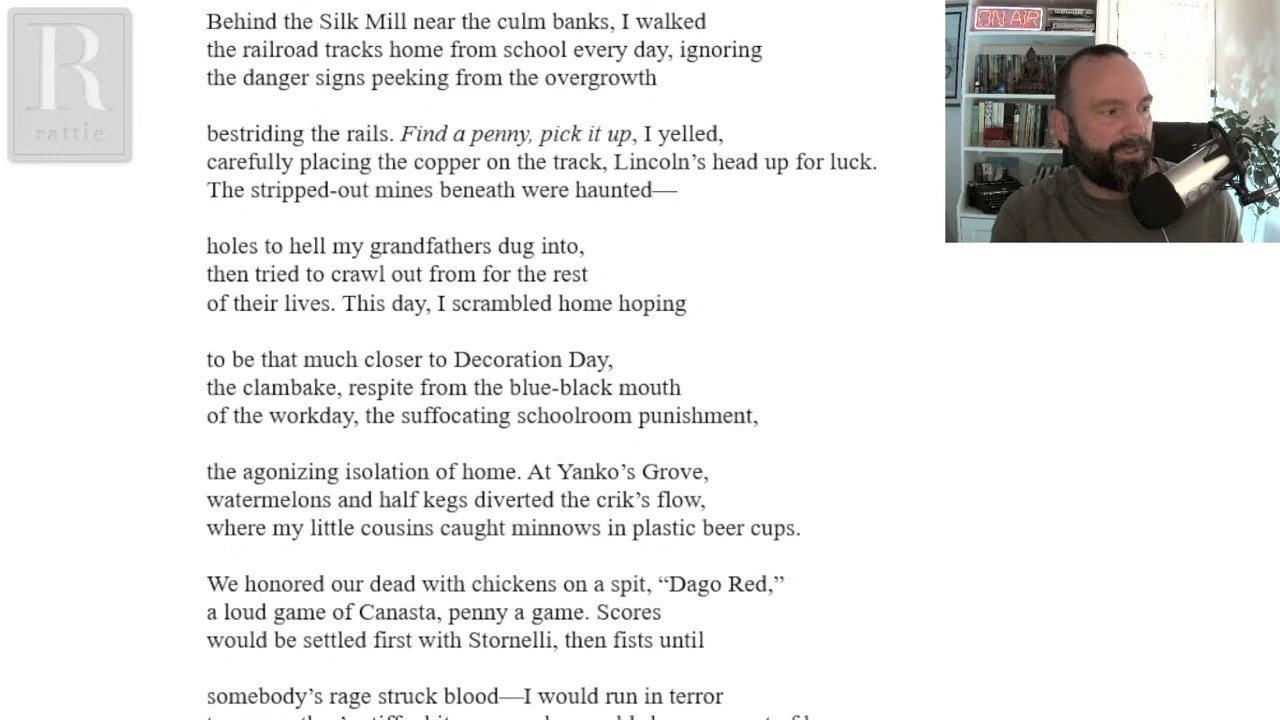 R
rattle
ON AIR
Behind the Silk Mill near the culm banks, I walked
the railroad tracks home from school every day, ignoring
the danger signs peeking from the overgrowth
bestriding the rails. Find a penny, pick it up, I yelled,
carefully placing the copper on the track, Lincoln’s head up for luck.
The stripped-out mines beneath were haunted—
holes to hell my grandfathers dug into,
then tried to crawl out from for the rest
of their lives. This day, I scrambled home hoping
to be that much closer to Decoration Day,
the clambake, respite from the blue-black mouth
of the workday, the suffocating schoolroom punishment,
the agonizing isolation of home. At Yanko’s Grove,
watermelons and half kegs diverted the crik’s flow,
where my little cousins caught minnows in plastic beer cups.
We honored our dead with chickens on a spit, “Dago Red,”
a loud game of Canasta, penny a game. Scores
would be settled first with Stornelli, then fists until
somebody’s rage struck blood—I would run in terror